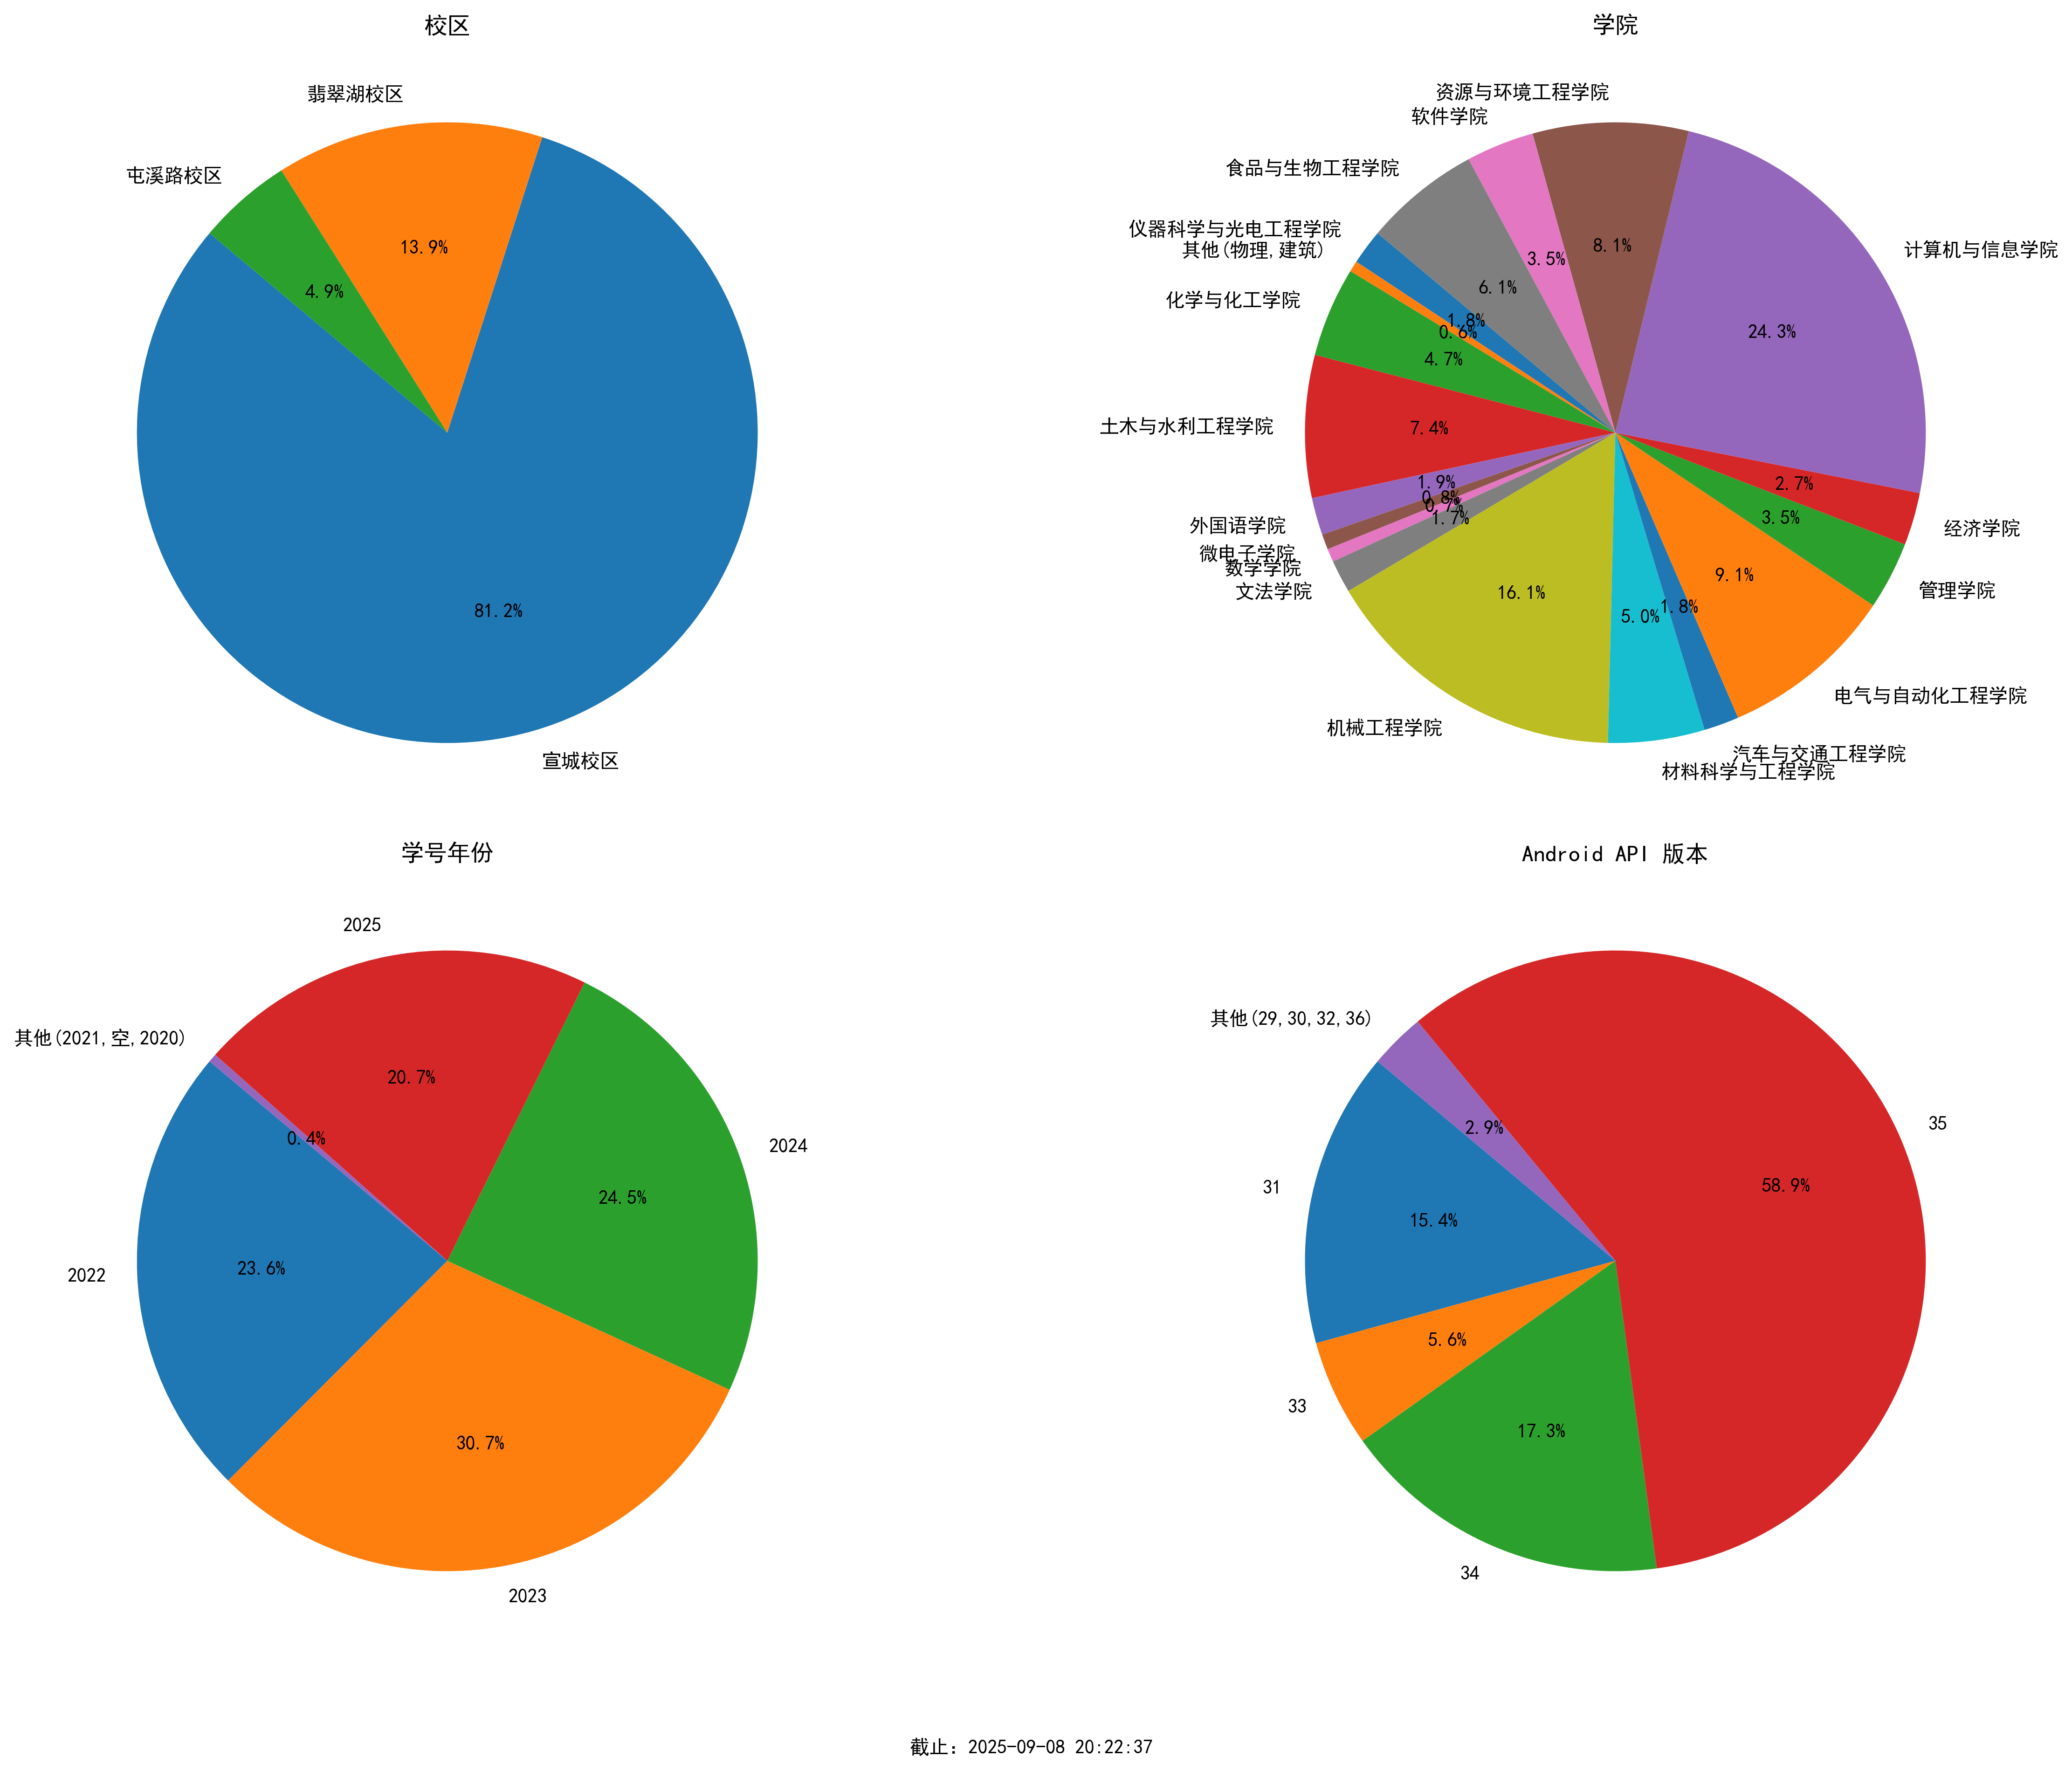 校区
翡翠湖校区
屯溪路校区
13.9%
4.9%
81.2%
宣城校区
学院
资源与环境工程学院
软件学院
食品与生物工程学院
仪器科学与光电工程学院
其他(物理,建筑)
化学与化工学院
土木与水利工程学院
外国语学院
微电子学院
数学学院
文法学院
机械工程学院
材料科学与工程学院
汽车与交通工程学院
电气与自动化工程学院
管理学院
经济学院
计算机与信息学院
8.1%
3.5%
6.1%
1.8%
0.6%
4.7%
7.4%
1.9%
0.8%
0.7%
1.7%
16.1%
5.0%
1.8%
9.1%
3.5%
2.7%
24.3%
学号年份
2025
其他(2021,空,2020)
20.7%
0.4%
2024
24.5%
2022
23.6%
30.7%
2023
Android API 版本
其他(29,30,32,36)
2.9%
35
58.9%
31
15.4%
5.6%
33
17.3%
34
截止：2025-09-08 20:22:37